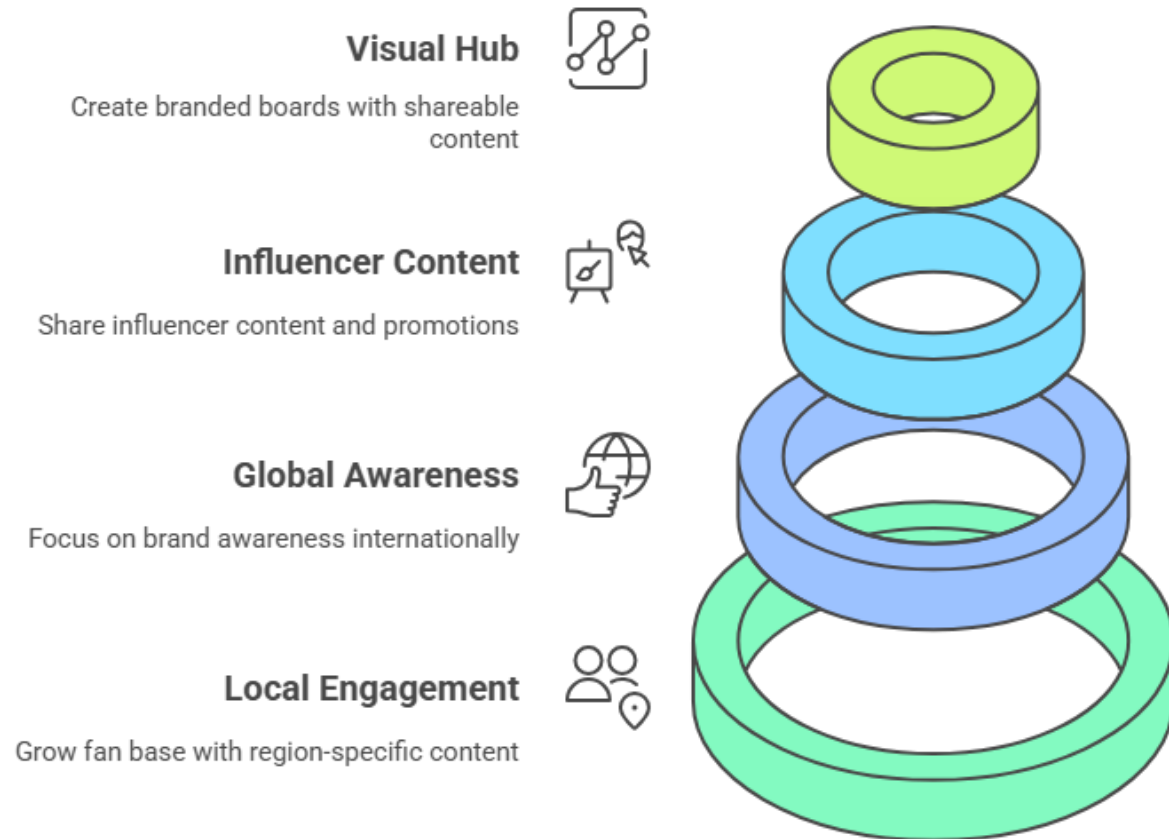 Visual Hub
Create branded boards with shareable
content
Influencer Content
Share influencer content and promotions
Global Awareness
Focus on brand awareness internationally
Local Engagement
Grow fan base with region-specific content